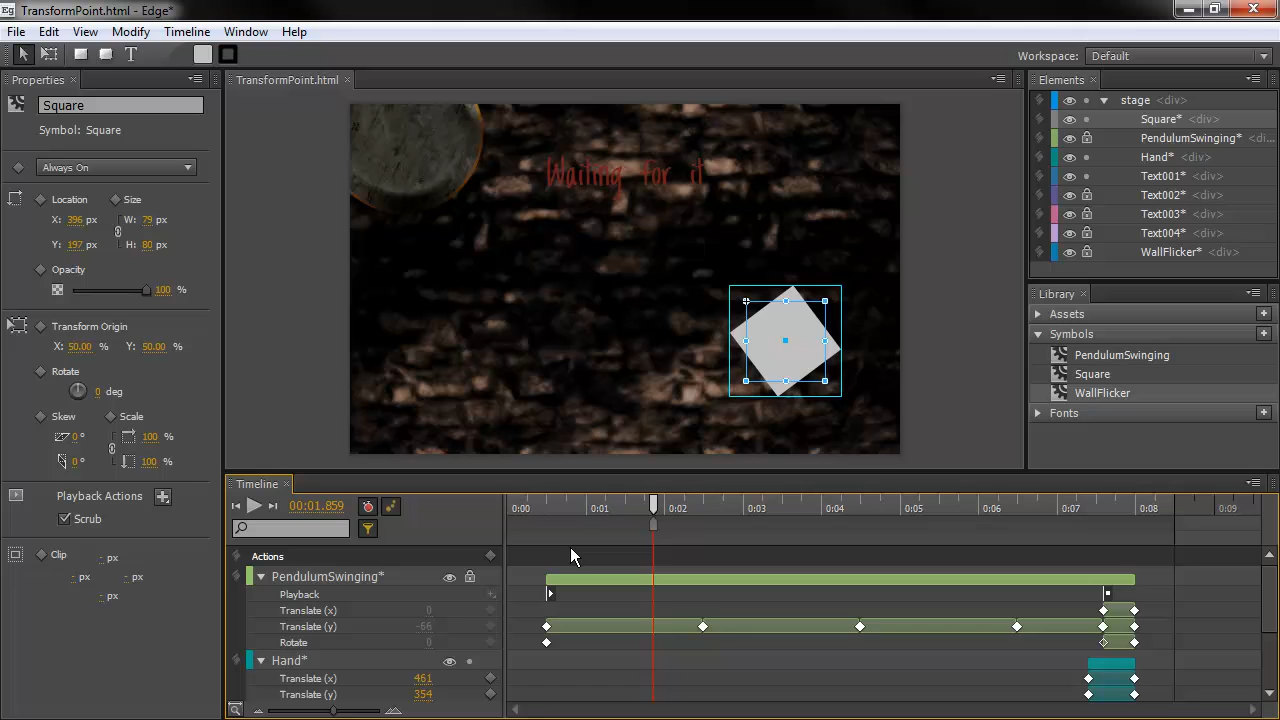 Eg TransformPoint.html - Edge*
File Edit View Modify Timeline Window Help
T Workspace: Default
Properties
Square
Symbol: Square
Always On
Location Size
X: 396 px W: 79 px
Y: 197 px H: 80 px
Opacity
100 %
Transform Origin
X: 50.00 % Y: 50.00 %
Rotate
0 deg
Skew Scale
0° 100 %
0° 100 %
Playback Actions
Scrub
Clip
px
px px
px
TransformPoint.html
Waiting for it
Elements
stage <div>
Square* <div>
PendulumSwinging* <di...
Hand* <div>
Text001* <div>
Text002* <div>
Text003* <div>
Text004* <div>
WallFlicker* <div>
Library
Assets
Symbols
PendulumSwinging
Square
WallFlicker
Fonts
Timeline
00:01.859
0:00 0:01 0:02 0:03 0:04 0:05 0:06 0:07 0:08 0:09
Actions
PendulumSwinging*
Playback
Translate (x) 0
Translate (y) -66
Rotate 0
Hand*
Translate (x) 461
Translate (y) 354